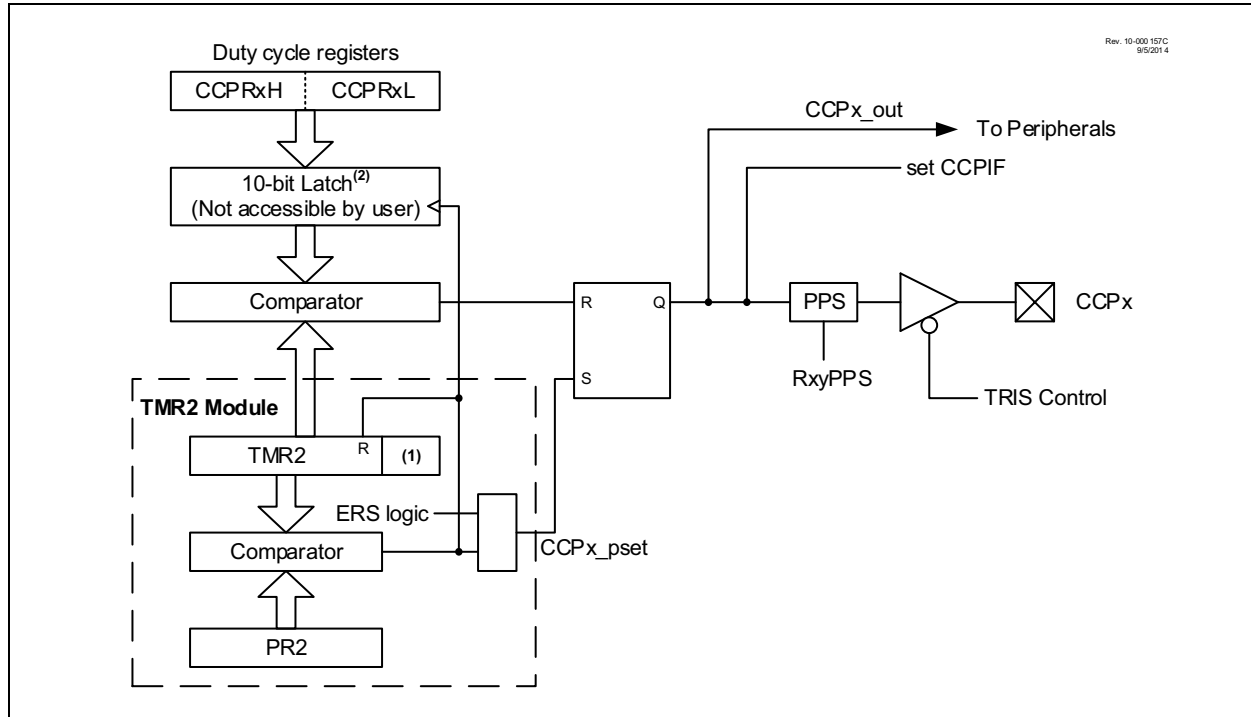 Rev. 10-000 157C
9/5/201 4
Duty cycle registers
CCPRxH CCPRxL
CCPx_out
To Peripherals
set CCPIF
10-bit Latch(2)
(Not accessible by user)
Comparator
R Q
PPS
CCPx
RxyPPS
S
TRIS Control
TMR2 Module
TMR2 R (1)
ERS logic
Comparator
CCPx_pset
PR2